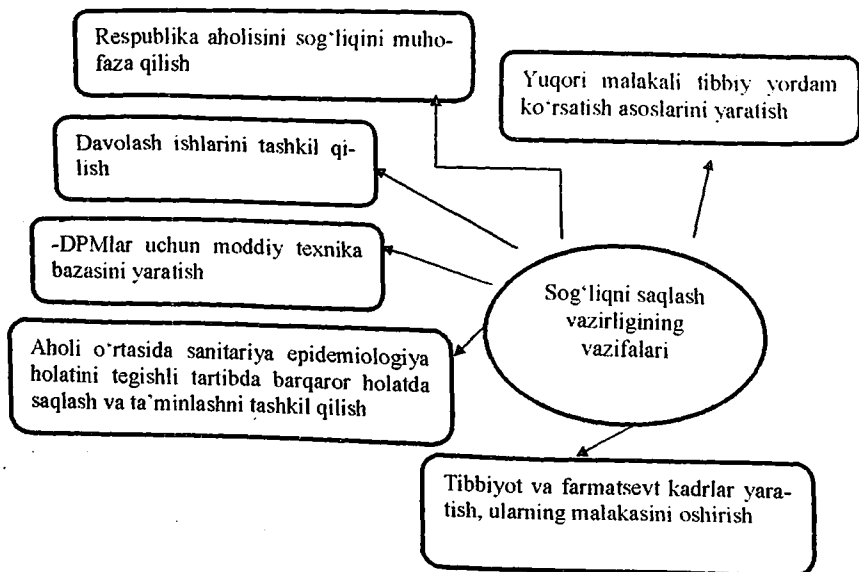 Respublika aholisini sog‘liqini muho-
faza qilish
Yuqori malakali tibbiy yordam
ko‘rsatish asoslarini yaratish
Davolash ishlarini tashkil qi-
lish
-DPMlar uchun moddiy texnika
bazasini yaratish
Sog‘liqni saqlash
vazirligining
vazifalari
Aholi o‘rtasida sanitariya epidemiologiya
holatini tegishli tartibda barqaror holatda
saqlash va ta’minlashni tashkil qilish
Tibbiyot va farmatsevt kadrlar yara-
tish, ularning malakasini oshirish